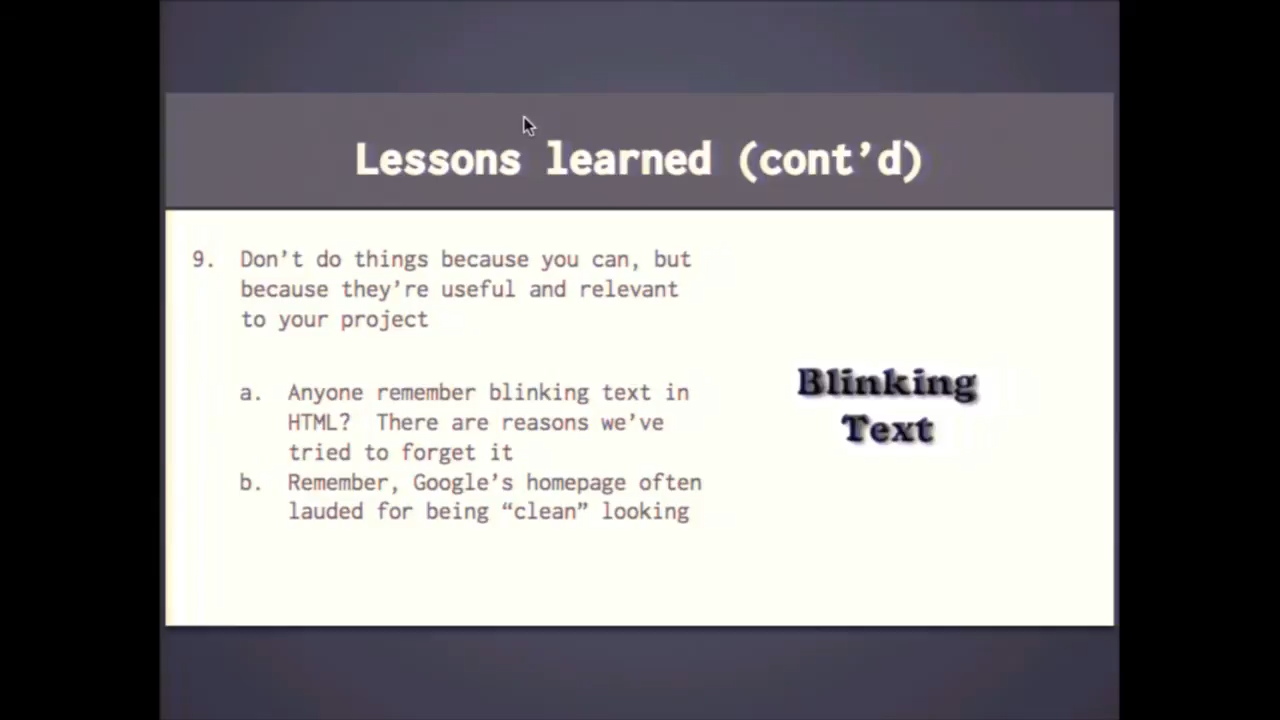 Lessons learned (cont’d)
9. Don’t do things because you can, but
because they’re useful and relevant
to your project
a. Anyone remember blinking text in
HTML? There are reasons we’ve
tried to forget it
b. Remember, Google’s homepage often
lauded for being “clean” looking
Blinking
Text